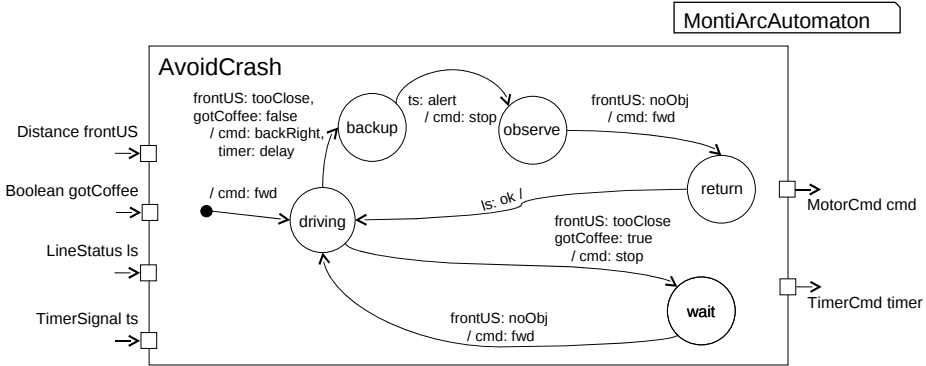 MontiArcAutomaton
AvoidCrash
frontUS: tooClose,
gotCoffee: false
/ cmd: backRight,
timer: delay
backup
ts: alert
/ cmd: stop
observe
frontUS: noObj
/ cmd: fwd
Distance frontUS
Boolean gotCoffee
LineStatus ls
TimerSignal ts
/ cmd: fwd
driving
ls: ok /
return
MotorCmd cmd
frontUS: tooClose
gotCoffee: true
/ cmd: stop
TimerCmd timer
wait
frontUS: noObj
/ cmd: fwd